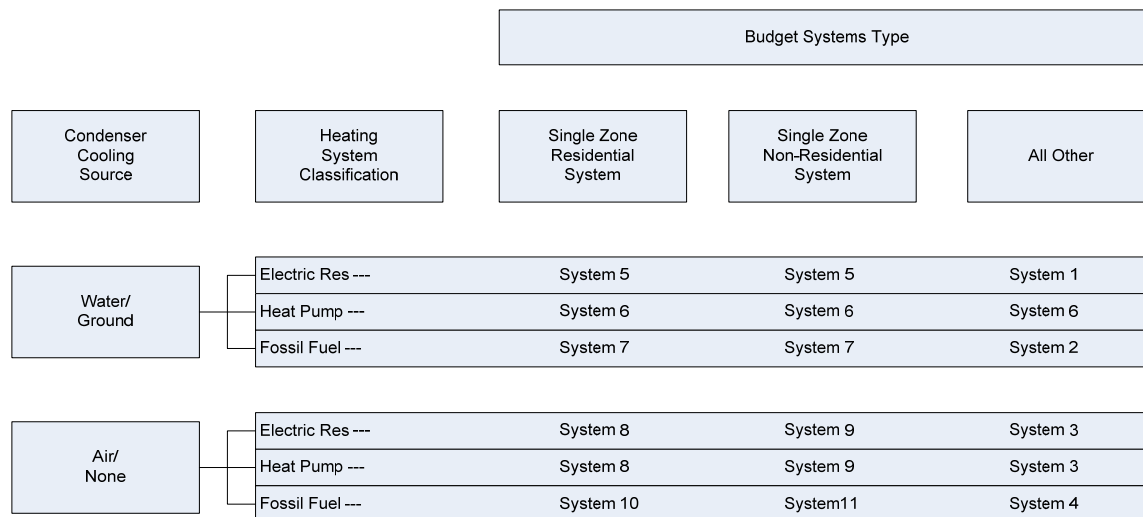 Budget Systems Type
Condenser
Cooling
Source
Heating
System
Classification
Single Zone
Residential
System
Single Zone
Non-Residential
System
All Other
Water/
Ground
Electric Res --- System 5 System 5 System 1
Heat Pump --- System 6 System 6 System 6
Fossil Fuel --- System 7 System 7 System 2
Air/
None
Electric Res --- System 8 System 9 System 3
Heat Pump --- System 8 System 9 System 3
Fossil Fuel --- System 10 System11 System 4